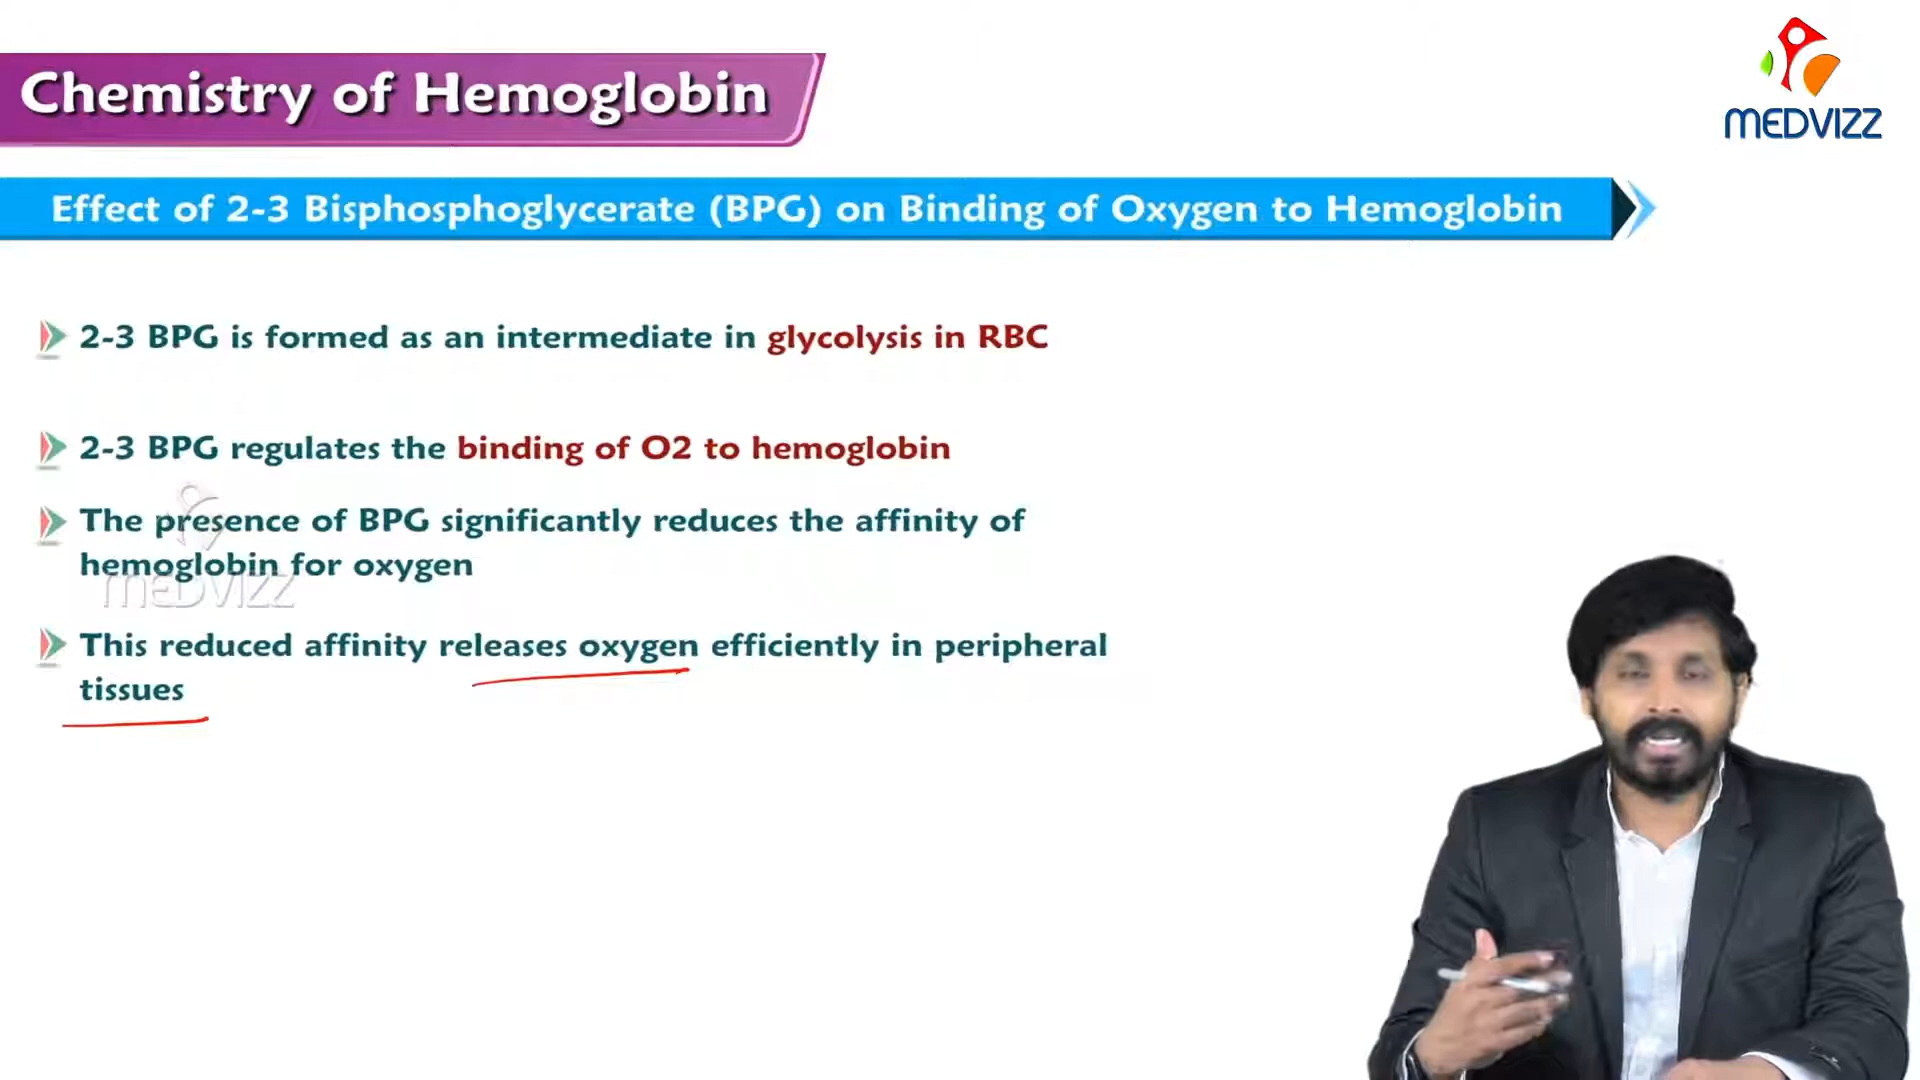 Chemistry of Hemoglobin
MEDVIZZ
Effect of 2-3 Bisphosphoglycerate (BPG) on Binding of Oxygen to Hemoglobin
2-3 BPG is formed as an intermediate in glycolysis in RBC
2-3 BPG regulates the binding of O2 to hemoglobin
The presence of BPG significantly reduces the affinity of
hemoglobin for oxygen
MEDVIZZ
This reduced affinity releases oxygen efficiently in peripheral
tissues